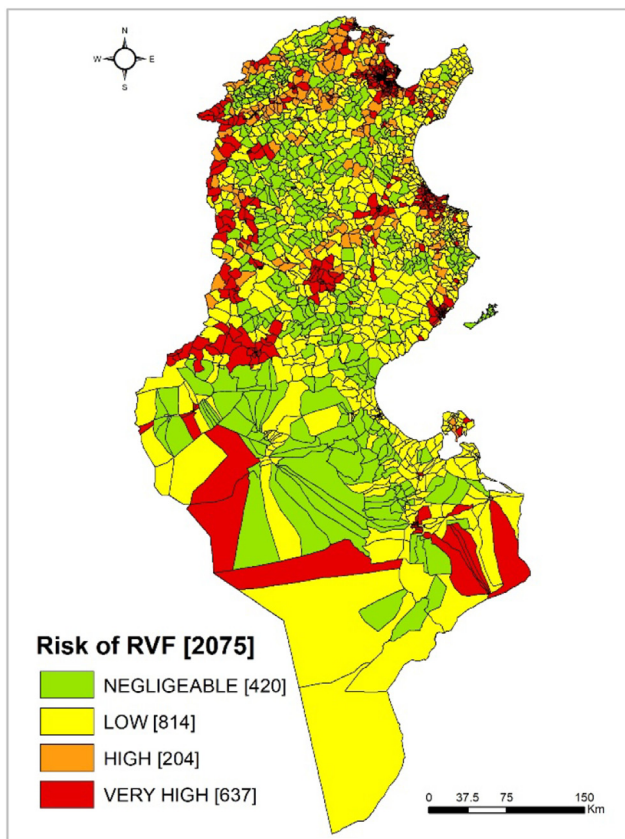 N
W E
S
Risk of RVF [2075]
NEGLIGEABLE [420]
LOW [814]
HIGH [204]
VERY HIGH [637]
0 37.5 75 150
Km